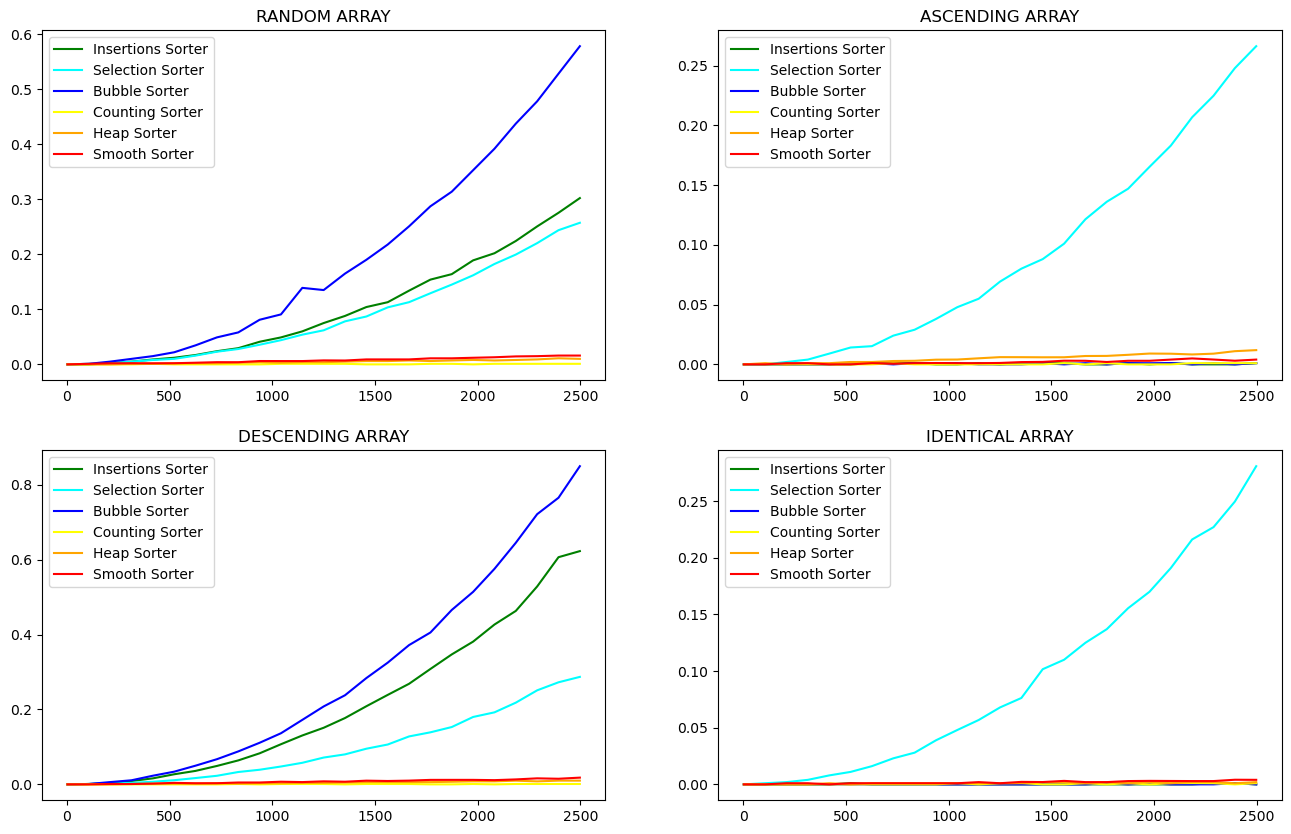 RANDOM ARRAY
0.6
0.5
0.4
0.3
0.2
0.1
0.0
Insertions Sorter
Selection Sorter
Bubble Sorter
Counting Sorter
Heap Sorter
Smooth Sorter
0 500 1000 1500 2000 2500
ASCENDING ARRAY
0.25
0.20
0.15
0.10
0.05
0.00
Insertions Sorter
Selection Sorter
Bubble Sorter
Counting Sorter
Heap Sorter
Smooth Sorter
0 500 1000 1500 2000 2500
DESCENDING ARRAY
0.8
0.6
0.4
0.2
0.0
Insertions Sorter
Selection Sorter
Bubble Sorter
Counting Sorter
Heap Sorter
Smooth Sorter
0 500 1000 1500 2000 2500
IDENTICAL ARRAY
0.25
0.20
0.15
0.10
0.05
0.00
Insertions Sorter
Selection Sorter
Bubble Sorter
Counting Sorter
Heap Sorter
Smooth Sorter
0 500 1000 1500 2000 2500